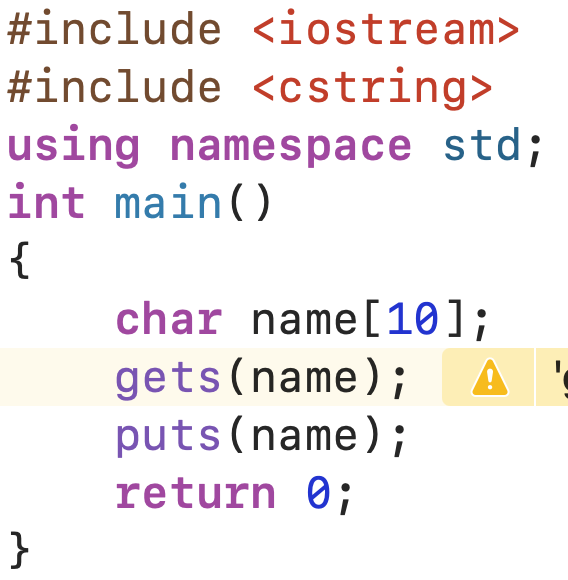 #include <iostream>
#include <cstring>
using namespace std;
int main()
{
    char name[10];
    gets(name);
    puts(name);
    return 0;
}